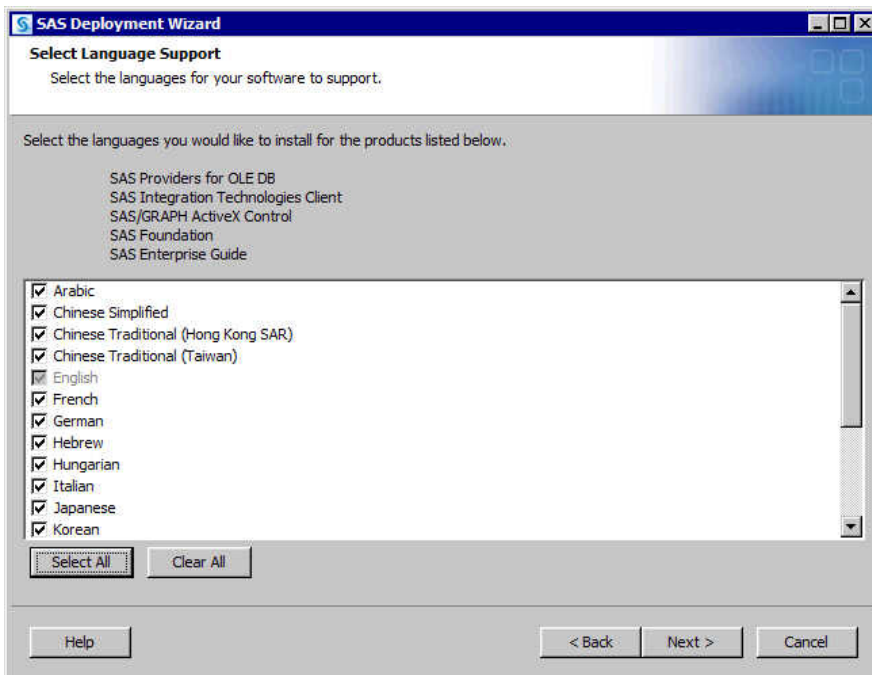 SAS Deployment Wizard
Select Language Support
Select the languages for your software to support.
Select the languages you would like to install for the products listed below.
SAS Providers for OLE DB
SAS Integration Technologies Client
SAS/GRAPH ActiveX Control
SAS Foundation
SAS Enterprise Guide
Arabic
Chinese Simplified
Chinese Traditional (Hong Kong SAR)
Chinese Traditional (Taiwan)
English
French
German
Hebrew
Hungarian
Italian
Japanese
Korean
Select All Clear All
Help < Back Next > Cancel